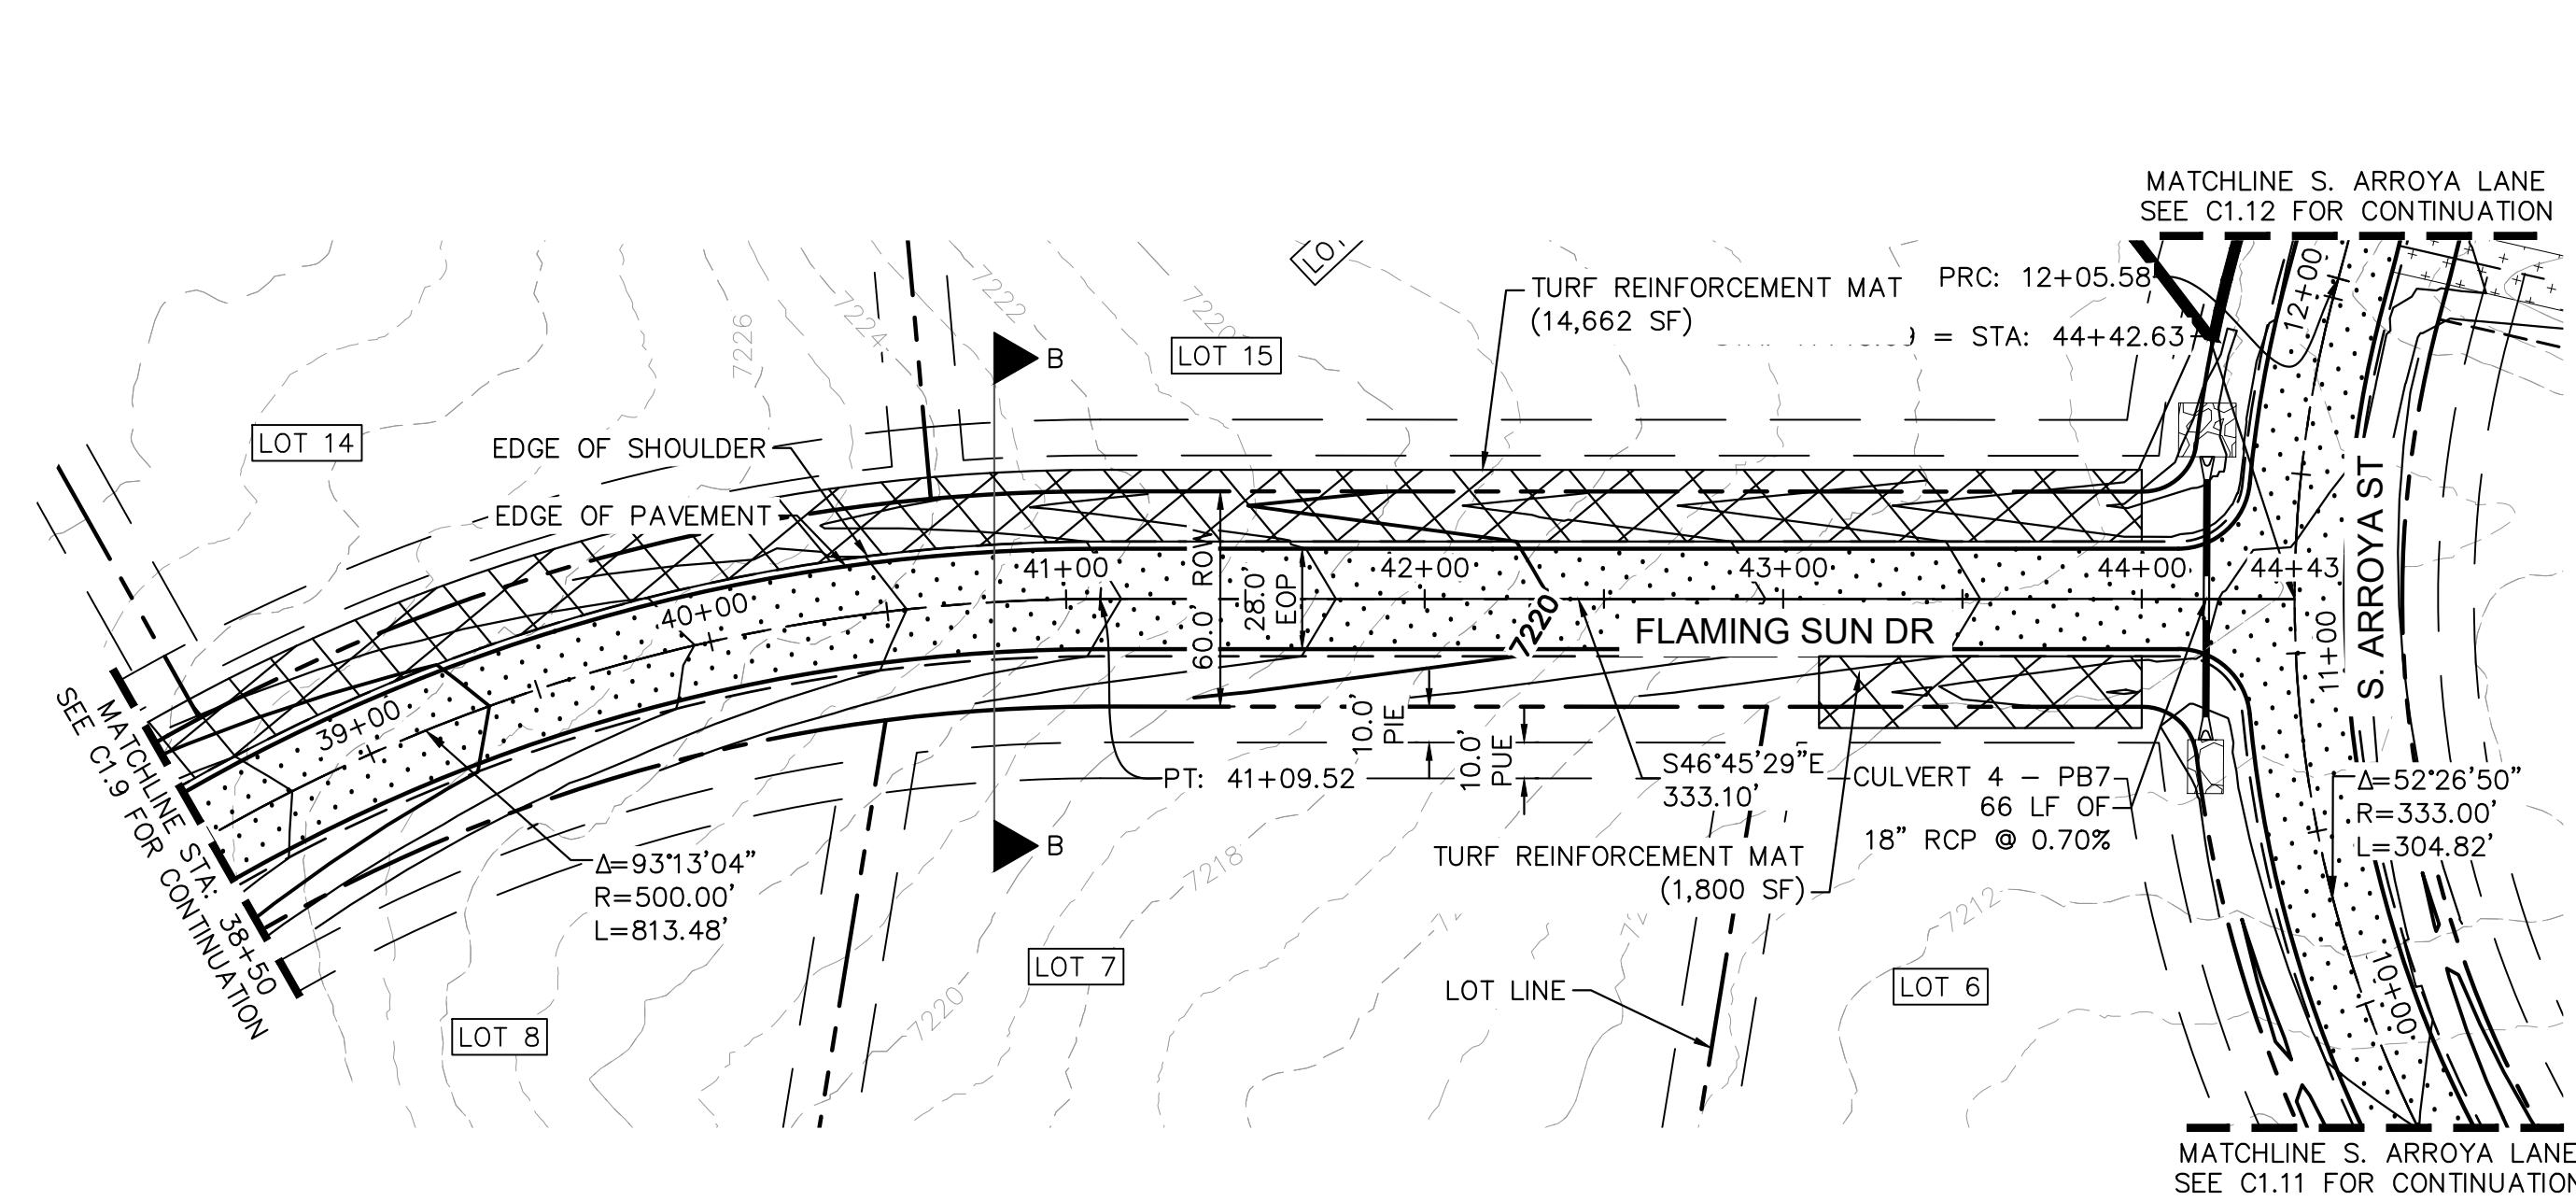 MATCHLINE S. ARROYA LANE
SEE C1.12 FOR CONTINUATION
TURF REINFORCEMENT MAT
(14,662 SF)
PRC: 12+05.58
= STA: 44+42.63
12+00
7226
7224
7222
7220
LO
LOT 15
B
LOT 14
EDGE OF SHOULDER
EDGE OF PAVEMENT
39+00
40+00
41+00
42+00
43+00
44+00
44+43
60.0' ROW
28.0'
EOP
7220
FLAMING SUN DR
S. ARROYA ST
11+00
10+00
MATCHLINE STA: 38+50
SEE C1.9 FOR CONTINUATION
10.0'
PIE
10.0'
PUE
PT: 41+09.52
S46°45'29"E
333.10'
CULVERT 4 – PB7
66 LF OF
18" RCP @ 0.70%
Δ=52°26'50"
R=333.00'
L=304.82'
TURF REINFORCEMENT MAT
(1,800 SF)
Δ=93°13'04"
R=500.00'
L=813.48'
B
7218
7220
7212
LOT 7
LOT 8
LOT LINE
LOT 6
MATCHLINE S. ARROYA LANE
SEE C1.11 FOR CONTINUATION